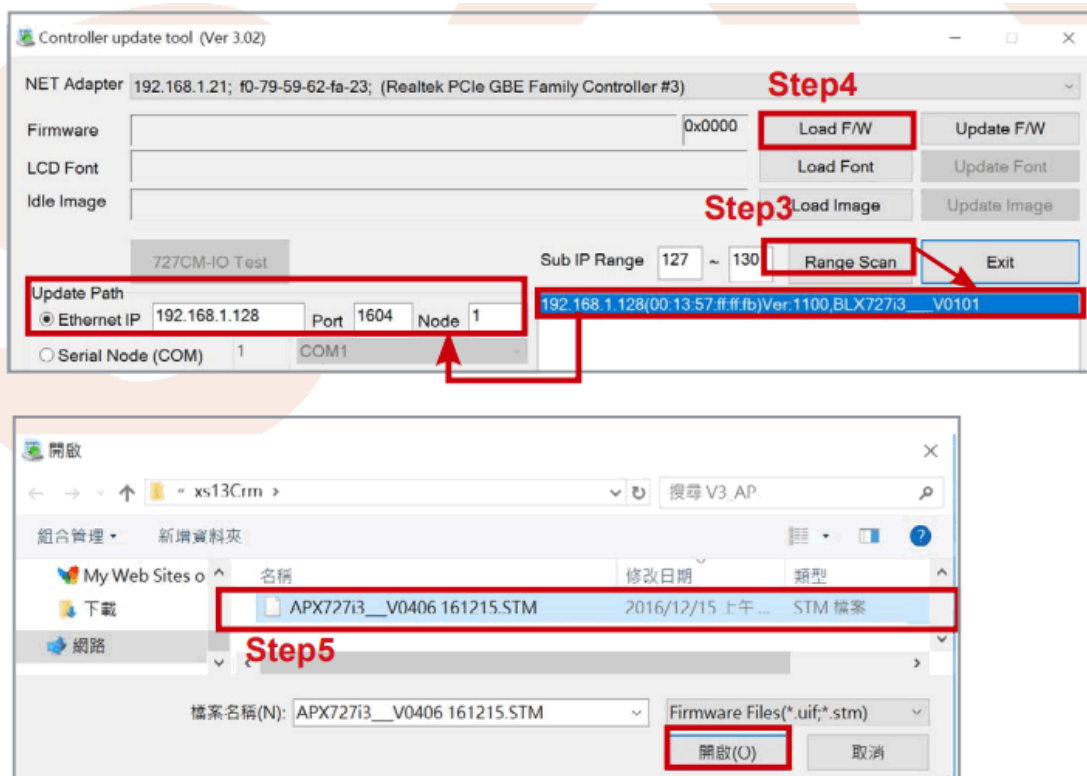 Controller update tool (Ver 3.02)
NET Adapter 192.168.1.21; f0-79-59-62-fa-23; (Realtek PCIe GBE Family Controller #3)
Step4
Firmware 0x0000 Load F/W Update F/W
LCD Font Load Font Update Font
Idle Image Load Image Update Image
Step3
727CM-IO Test Sub IP Range 127 ~ 130 Range Scan Exit
Update Path
Ethernet IP 192.168.1.128 Port 1604 Node 1
192.168.1.128(00:13:57:ff:ff:fb)Ver:1100,BLX727i3___V0101
Serial Node (COM) 1 COM1
開啟
« xs13Crm > 搜尋 V3_AP
組合管理 新增資料夾
My Web Sites o 名稱 修改日期 類型
下載 APX727i3__V0406 161215.STM 2016/12/15 上午 ... STM 檔案
網路
Step5
檔案名稱(N): APX727i3__V0406 161215.STM Firmware Files(*.uif;*.stm)
開啟(O) 取消